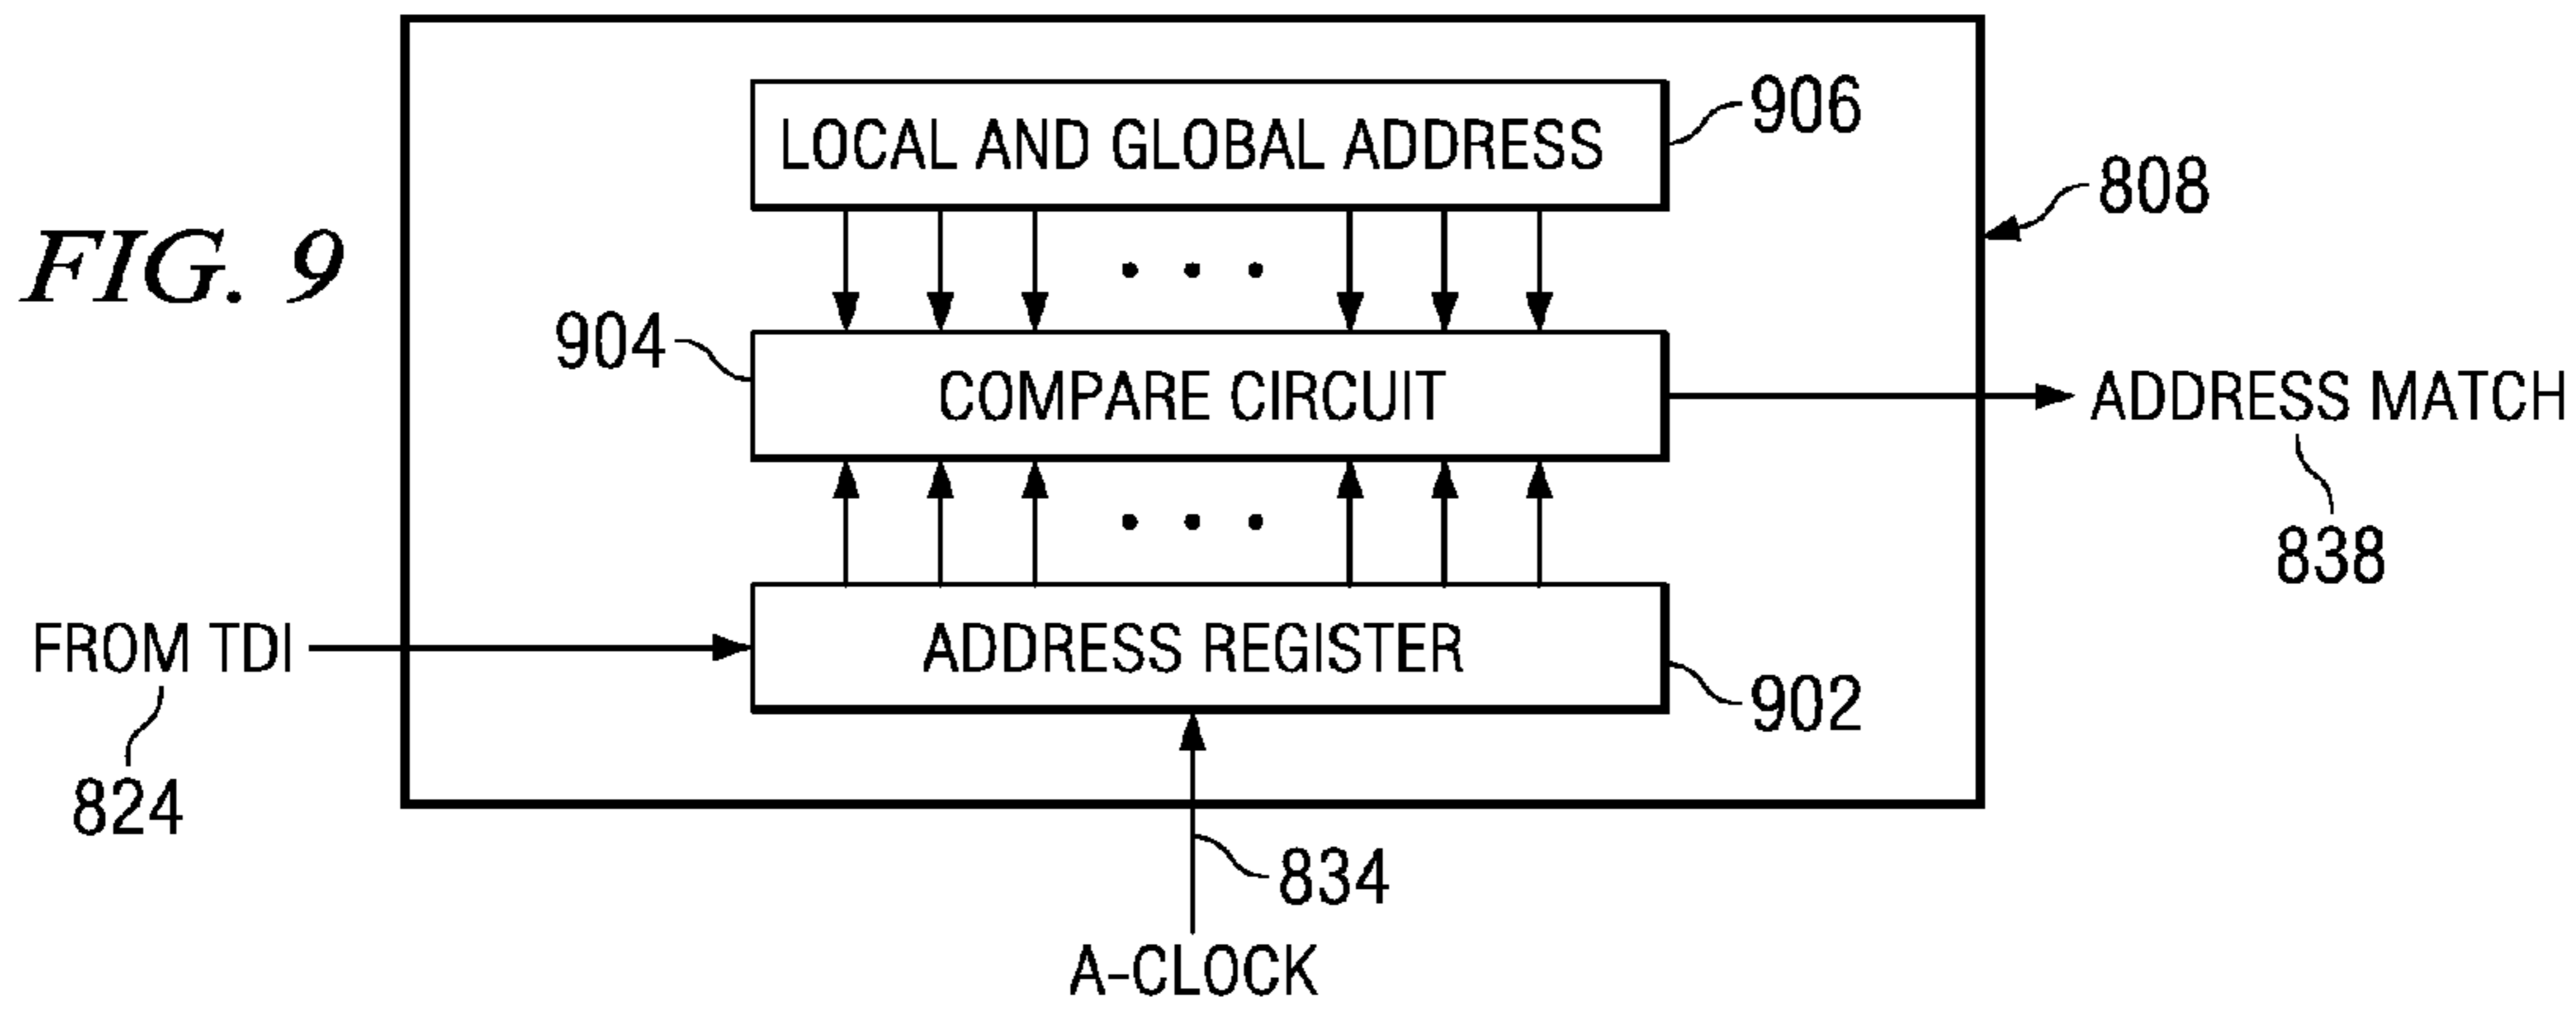 FIG. 9
LOCAL AND GLOBAL ADDRESS
906
808
904
COMPARE CIRCUIT
ADDRESS MATCH
838
FROM TDI
824
ADDRESS REGISTER
902
834
A-CLOCK